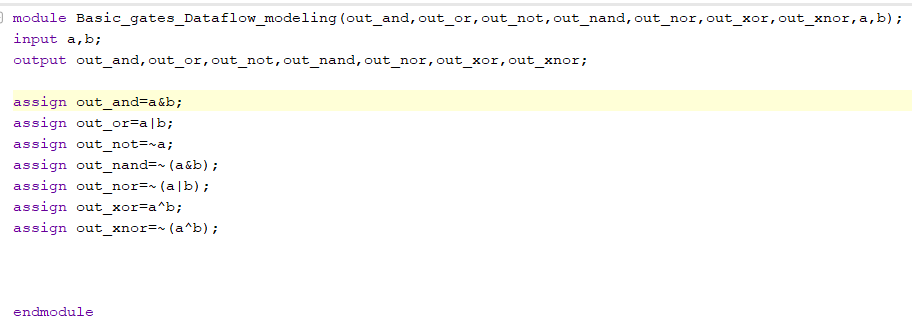 module Basic_gates_Dataflow_modeling(out_and,out_or,out_not,out_nand,out_nor,out_xor,out_xnor,a,b);
input a,b;
output out_and,out_or,out_not,out_nand,out_nor,out_xor,out_xnor;
assign out_and=a&b;
assign out_or=a|b;
assign out_not=~a;
assign out_nand=~(a&b);
assign out_nor=~(a|b);
assign out_xor=a^b;
assign out_xnor=~(a^b);
endmodule